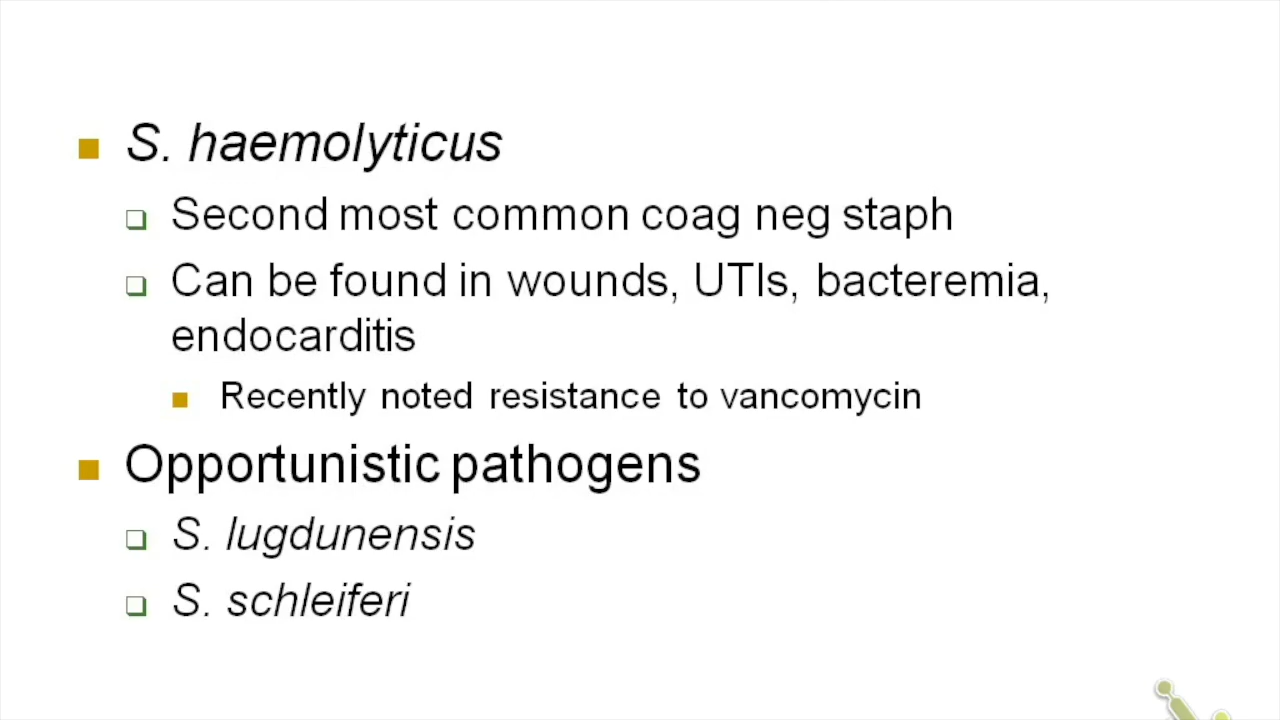 S. haemolyticus
Second most common coag neg staph
Can be found in wounds, UTIs, bacteremia,
endocarditis
Recently noted resistance to vancomycin
Opportunistic pathogens
S. lugdunensis
S. schleiferi